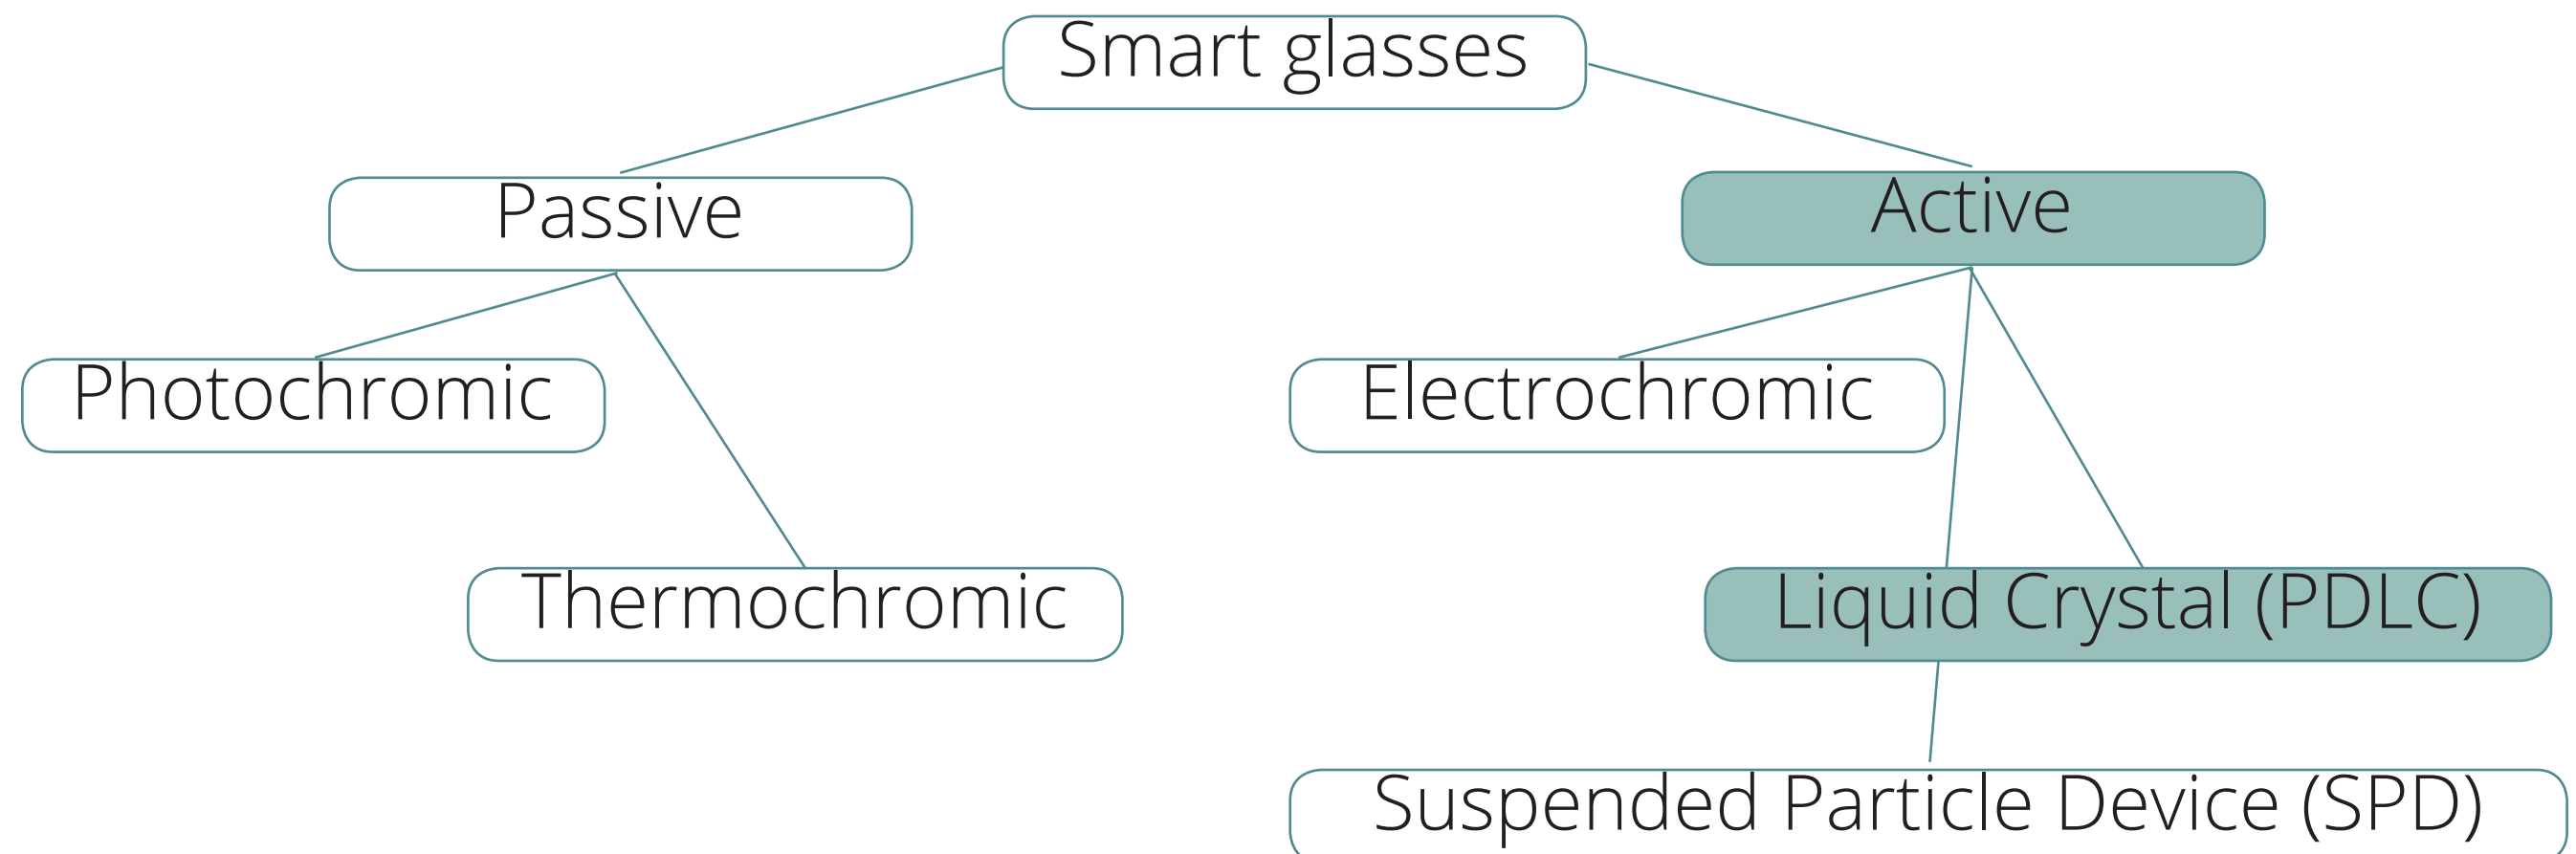 Smart glasses
Passive
Active
Photochromic
Electrochromic
Thermochromic
Liquid Crystal (PDLC)
Suspended Particle Device (SPD)